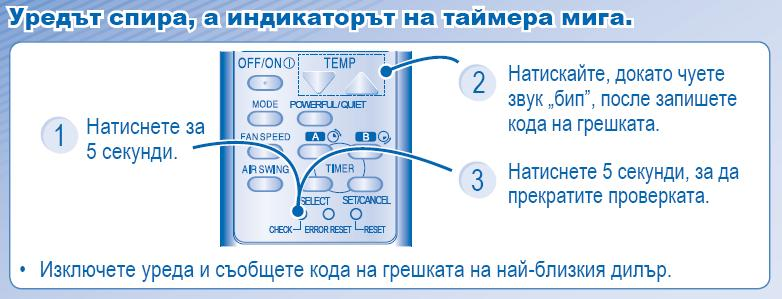 Уредът спира, а индикаторът на таймера мига.
OFF/ON
TEMP
MODE
POWERFUL/QUIET
FAN SPEED
A
B
AIR SWING
TIMER
SELECT
SET/CANCEL
CHECK
ERROR RESET
RESET
1
Натиснете за
5 секунди.
2
Натискайте, докато чуете
звук „бип”, после запишете
кода на грешката.
3
Натиснете 5 секунди, за да
прекратите проверката.
• Изключете уреда и съобщете кода на грешката на най-близкия дилър.